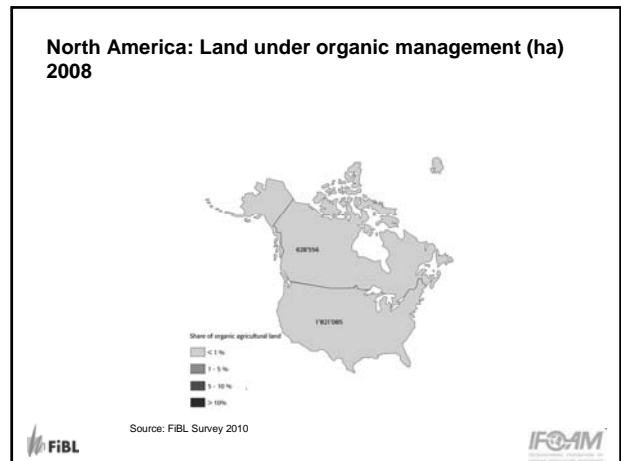 North America: Land under organic management (ha)
2008
628'556
1'821'085
Share of organic agricultural land
< 1 %
1 - 5 %
5 - 10 %
> 10%
Source: FiBL Survey 2010
FiBL
IFOAM